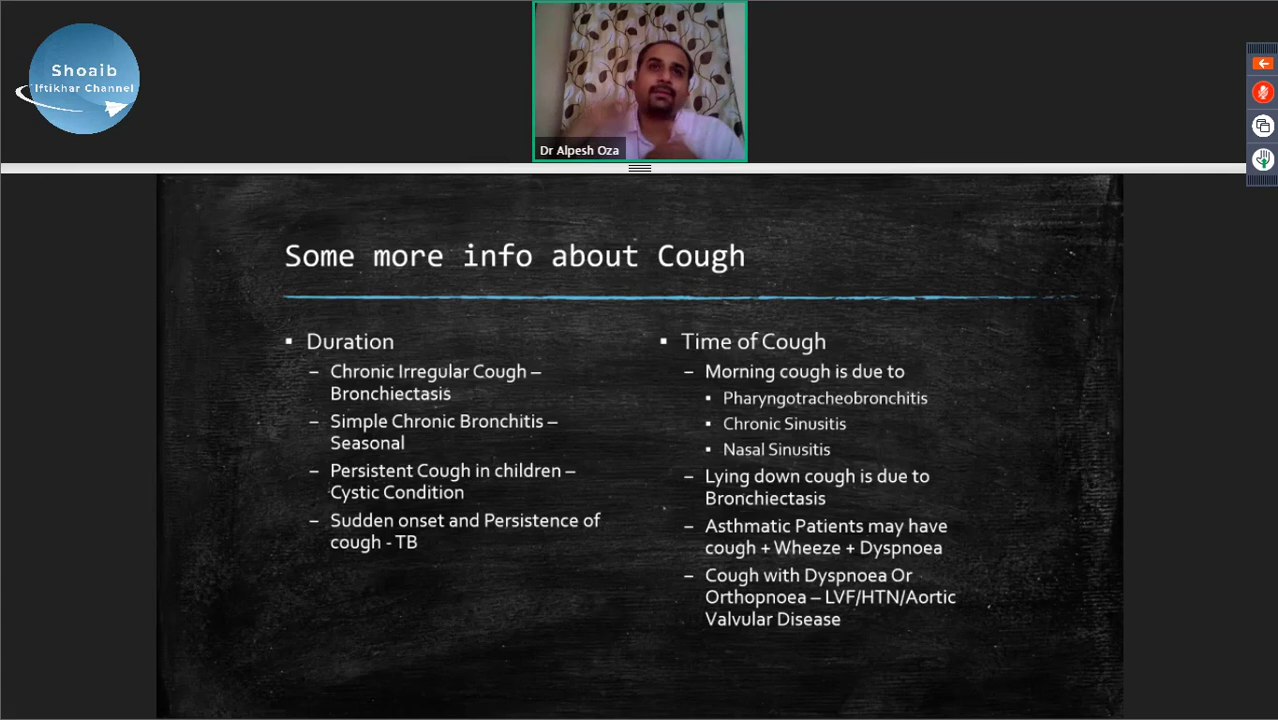 Shoaib
Iftikhar Channel
Dr Alpesh Oza
Some more info about Cough
▪ Duration
– Chronic Irregular Cough –
Bronchiectasis
– Simple Chronic Bronchitis –
Seasonal
– Persistent Cough in children –
Cystic Condition
– Sudden onset and Persistence of
cough - TB
▪ Time of Cough
– Morning cough is due to
▪ Pharyngotracheobronchitis
▪ Chronic Sinusitis
▪ Nasal Sinusitis
– Lying down cough is due to
Bronchiectasis
– Asthmatic Patients may have
cough + Wheeze + Dyspnoea
– Cough with Dyspnoea Or
Orthopnoea – LVF/HTN/Aortic
Valvular Disease